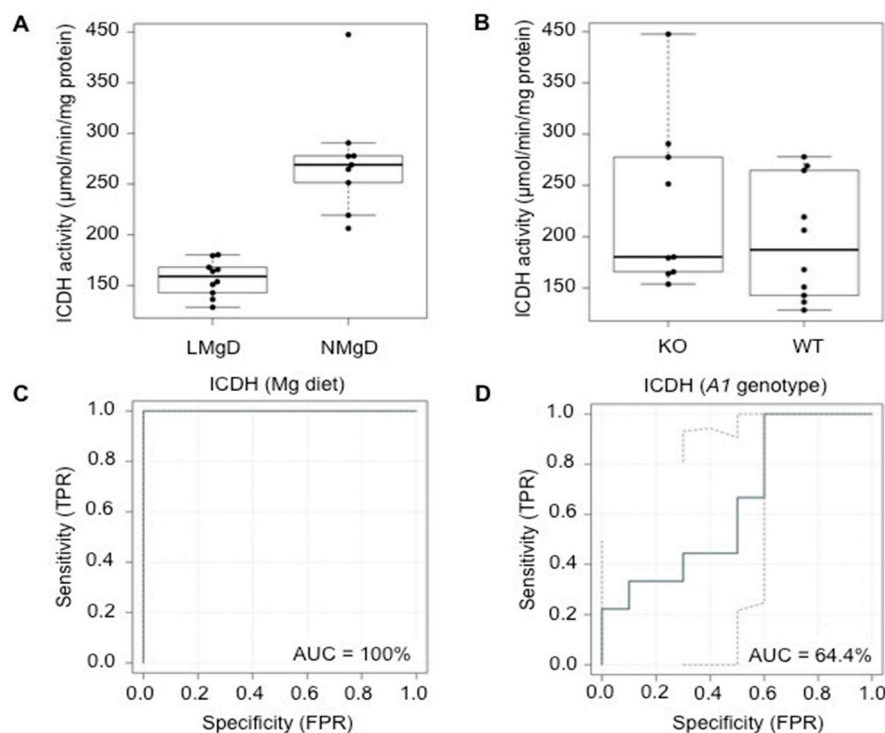 A
ICDH activity (µmol/min/mg protein)
450
350
300
250
200
150
LMgD
NMgD
B
ICDH activity (µmol/min/mg protein)
450
350
300
250
200
150
KO
WT
C
ICDH (Mg diet)
Sensitivity (TPR)
1.0
0.8
0.6
0.4
0.2
0.0
AUC = 100%
0.0 0.2 0.4 0.6 0.8 1.0
Specificity (FPR)
D
ICDH (A1 genotype)
Sensitivity (TPR)
1.0
0.8
0.6
0.4
0.2
0.0
AUC = 64.4%
0.0 0.2 0.4 0.6 0.8 1.0
Specificity (FPR)